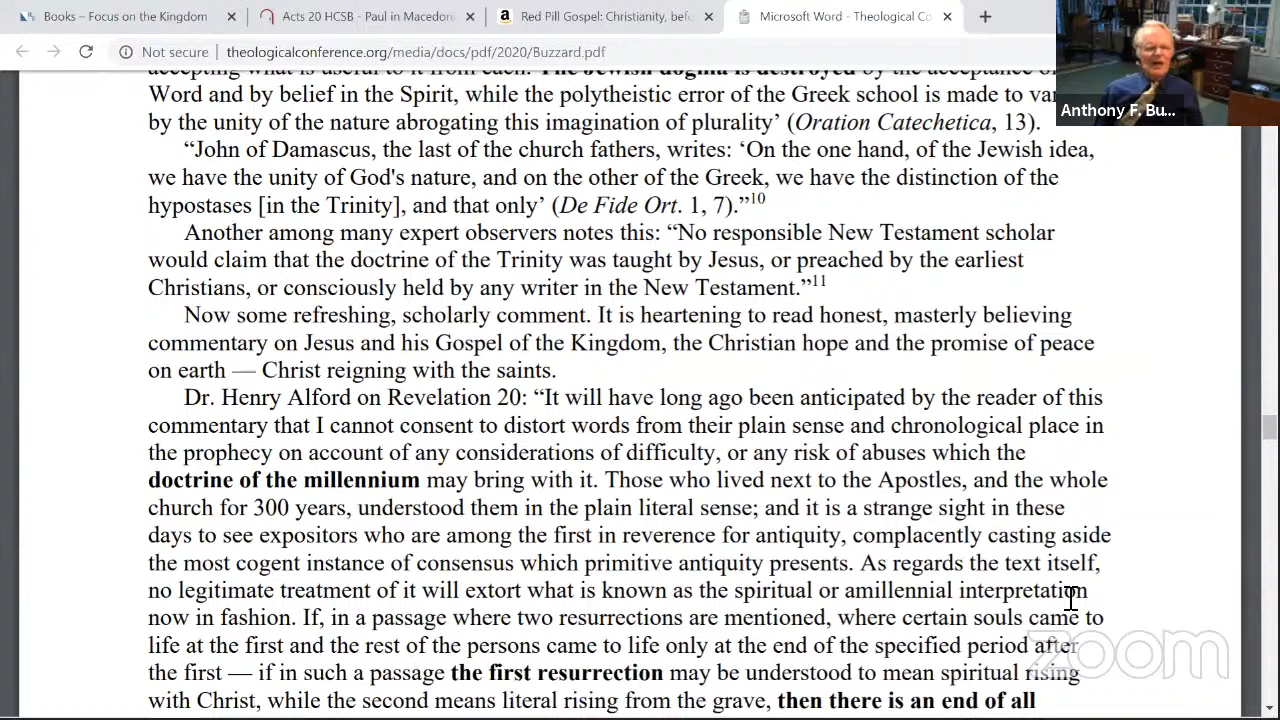 Books – Focus on the Kingdom
Acts 20 HCSB - Paul in Macedoni
Red Pill Gospel: Christianity, bef
Microsoft Word - Theological Co
Not secure | theologicalconference.org/media/docs/pdf/2020/Buzzard.pdf
Anthony F. Bu...
accepting what is useful to it from each. The Jewish dogma is destroyed by the acceptance of
Word and by belief in the Spirit, while the polytheistic error of the Greek school is made to van
by the unity of the nature abrogating this imagination of plurality’ (Oration Catechetica, 13).
“John of Damascus, the last of the church fathers, writes: ‘On the one hand, of the Jewish idea,
we have the unity of God's nature, and on the other of the Greek, we have the distinction of the
hypostases [in the Trinity], and that only’ (De Fide Ort. 1, 7).”10
Another among many expert observers notes this: “No responsible New Testament scholar
would claim that the doctrine of the Trinity was taught by Jesus, or preached by the earliest
Christians, or consciously held by any writer in the New Testament.”11
Now some refreshing, scholarly comment. It is heartening to read honest, masterly believing
commentary on Jesus and his Gospel of the Kingdom, the Christian hope and the promise of peace
on earth — Christ reigning with the saints.
Dr. Henry Alford on Revelation 20: “It will have long ago been anticipated by the reader of this
commentary that I cannot consent to distort words from their plain sense and chronological place in
the prophecy on account of any considerations of difficulty, or any risk of abuses which the
doctrine of the millennium may bring with it. Those who lived next to the Apostles, and the whole
church for 300 years, understood them in the plain literal sense; and it is a strange sight in these
days to see expositors who are among the first in reverence for antiquity, complacently casting aside
the most cogent instance of consensus which primitive antiquity presents. As regards the text itself,
no legitimate treatment of it will extort what is known as the spiritual or amillennial interpretation
now in fashion. If, in a passage where two resurrections are mentioned, where certain souls came to
life at the first and the rest of the persons came to life only at the end of the specified period after
the first — if in such a passage the first resurrection may be understood to mean spiritual rising
with Christ, while the second means literal rising from the grave, then there is an end of all
zoom